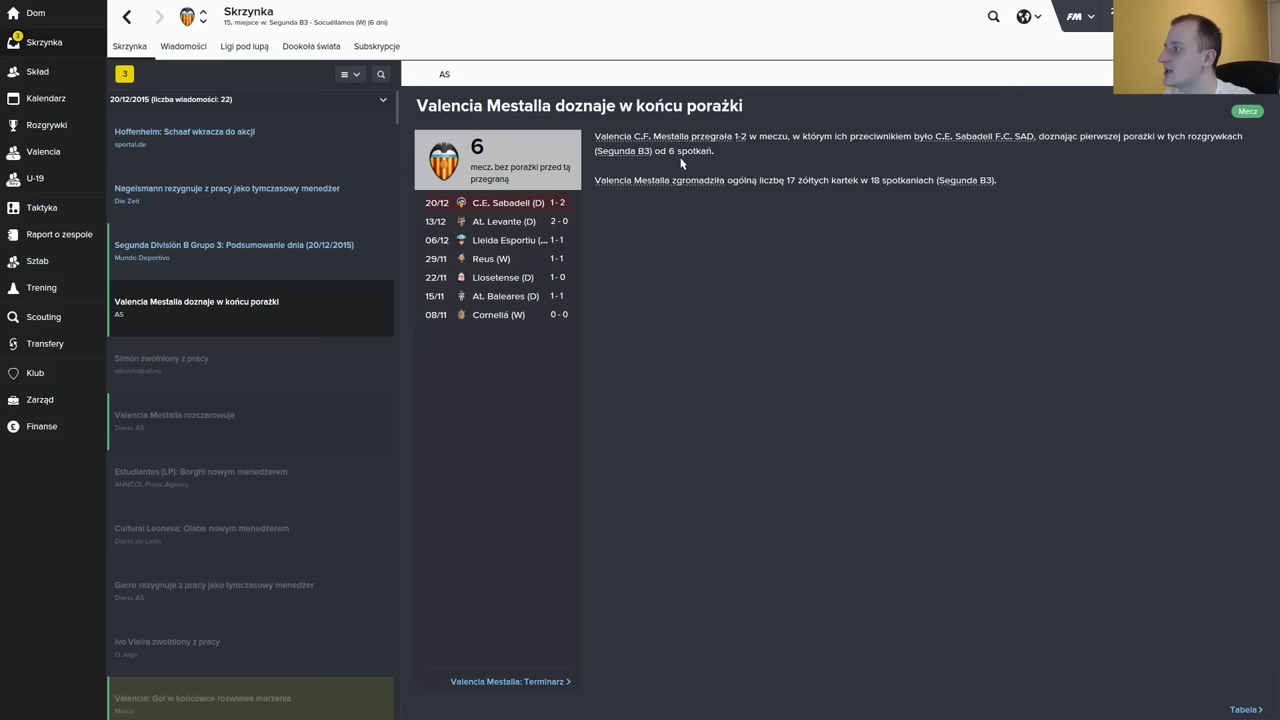 Skrzynka
15. miejsce w: Segunda B3 - Socuéllamos (W) (6 dni)
FM
Skrzynka
Wiadomości
Ligi pod lupą
Dookoła świata
Subskrypcje
3
Dom
Skrzynka
Skład
Kalendarz
Rozgrywki
Valencia
U-19
Taktyka
Raport o zespole
Sztab
Trening
Scouting
Transfery
Klub
Zarząd
Finanse
3
20/12/2015 (liczba wiadomości: 22)
Hoffenheim: Schaaf wkracza do akcji
sportal.de
Nagelsmann rezygnuje z pracy jako tymczasowy menedżer
Die Zeit
Segunda División B Grupo 3: Podsumowanie dnia (20/12/2015)
Mundo Deportivo
Valencia Mestalla doznaje w końcu porażki
AS
Simón zwolniony z pracy
Valencia Mestalla rozczarowuje
Diario AS
Estudiantes (LP): Borghi nowym menedżerem
ANNCOL Press Agency
Cultural Leonesa: Olabe nowym menedżerem
Diario de León
Garro rezygnuje z pracy jako tymczasowy menedżer
Diario AS
Ivo Vieira zwolniony z pracy
O Jogo
Valencia: Gol w końcówce rozwiewa marzenia
Marca
AS
Valencia Mestalla doznaje w końcu porażki
Mecz
6
mecz. bez porażki przed tą
przegraną
20/12 C.E. Sabadell (D) 1 - 2
13/12 At. Levante (D) 2 - 0
06/12 Lleida Esportiu (... 1 - 1
29/11 Reus (W) 1 - 1
22/11 Llosetense (D) 1 - 0
15/11 At. Baleares (D) 1 - 1
08/11 Cornellá (W) 0 - 0
Valencia Mestalla: Terminarz
Valencia C.F. Mestalla przegrała 1-2 w meczu, w którym ich przeciwnikiem było C.E. Sabadell F.C. SAD, doznając pierwszej porażki w tych rozgrywkach
(Segunda B3) od 6 spotkań.
Valencia Mestalla zgromadziła ogólną liczbę 17 żółtych kartek w 18 spotkaniach (Segunda B3).
Tabela